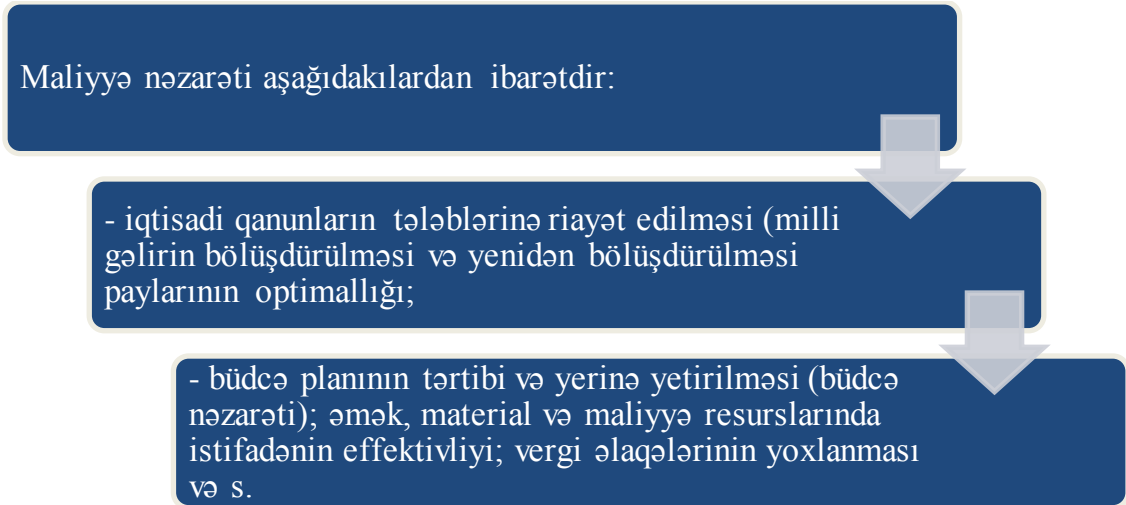 Maliyyə nəzarəti aşağıdakılardan ibarətdir:
- iqtisadi qanunların tələblərinə riayət edilməsi (milli
gəlirin bölüşdürülməsi və yenidən bölüşdürülməsi
paylarının optimallığı;
- büdcə planının tərtibi və yerinə yetirilməsi (büdcə
nəzarəti); əmək, material və maliyyə resurslarında
istifadənin effektivliyi; vergi əlaqələrinin yoxlanması
və s.